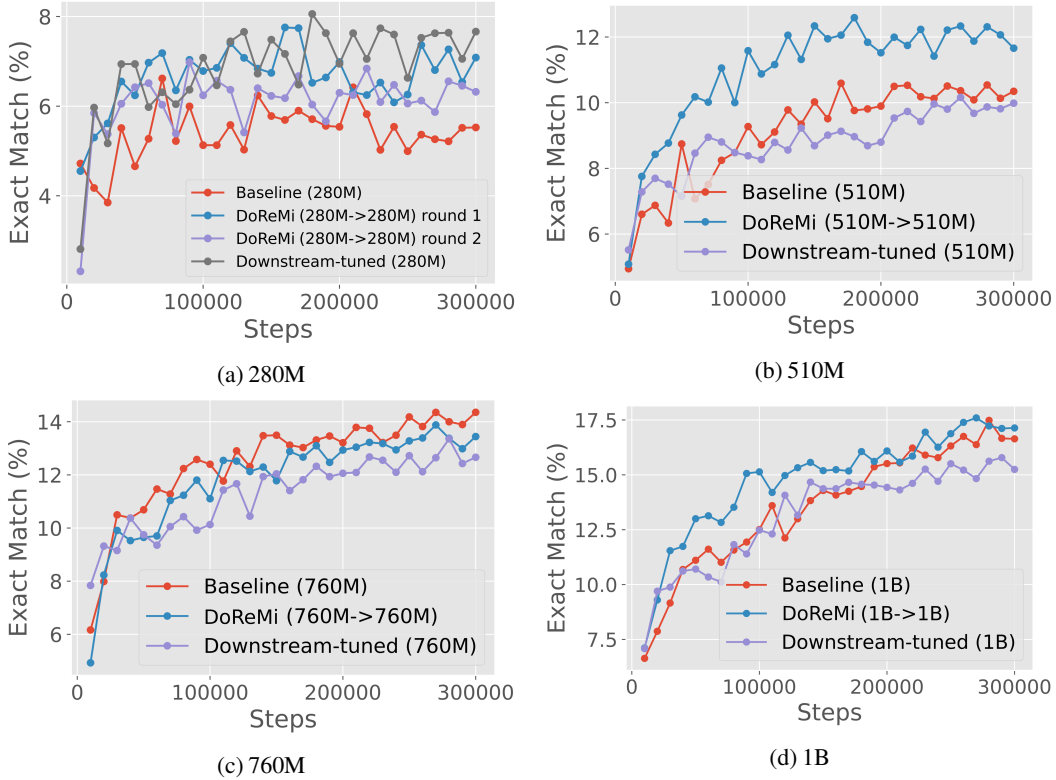 8
6
4
Exact Match (%)
Baseline (280M)
DoReMi (280M->280M) round 1
DoReMi (280M->280M) round 2
Downstream-tuned (280M)
0 100000 200000 300000
Steps
(a) 280M
12
10
8
6
Exact Match (%)
Baseline (510M)
DoReMi (510M->510M)
Downstream-tuned (510M)
0 100000 200000 300000
Steps
(b) 510M
14
12
10
8
6
Exact Match (%)
Baseline (760M)
DoReMi (760M->760M)
Downstream-tuned (760M)
0 100000 200000 300000
Steps
(c) 760M
17.5
15.0
12.5
10.0
7.5
Exact Match (%)
Baseline (1B)
DoReMi (1B->1B)
Downstream-tuned (1B)
0 100000 200000 300000
Steps
(d) 1B